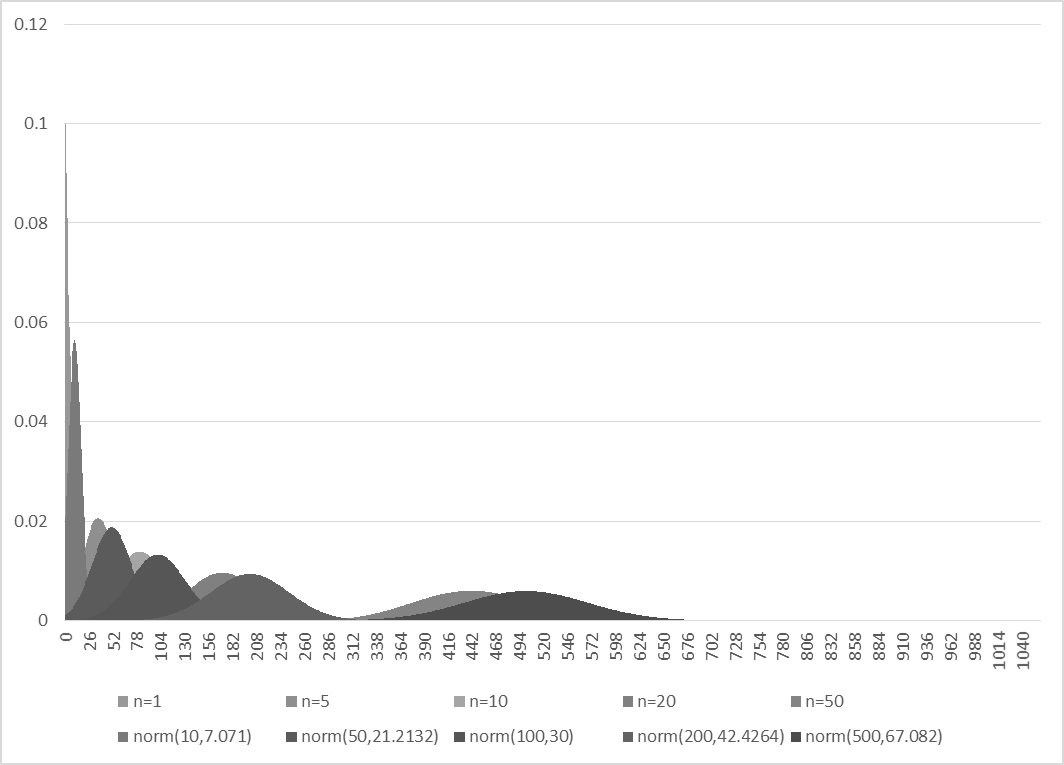 0.12
0.1
0.08
0.06
0.04
0.02
0
0 26 52 78 104 130 156 182 208 234 260 286 312 338 364 390 416 442 468 494 520 546 572 598 624 650 676 702 728 754 780 806 832 858 884 910 936 962 988 1014 1040
n=1 n=5 n=10 n=20 n=50
norm(10,7.071) norm(50,21.2132) norm(100,30) norm(200,42.4264) norm(500,67.082)